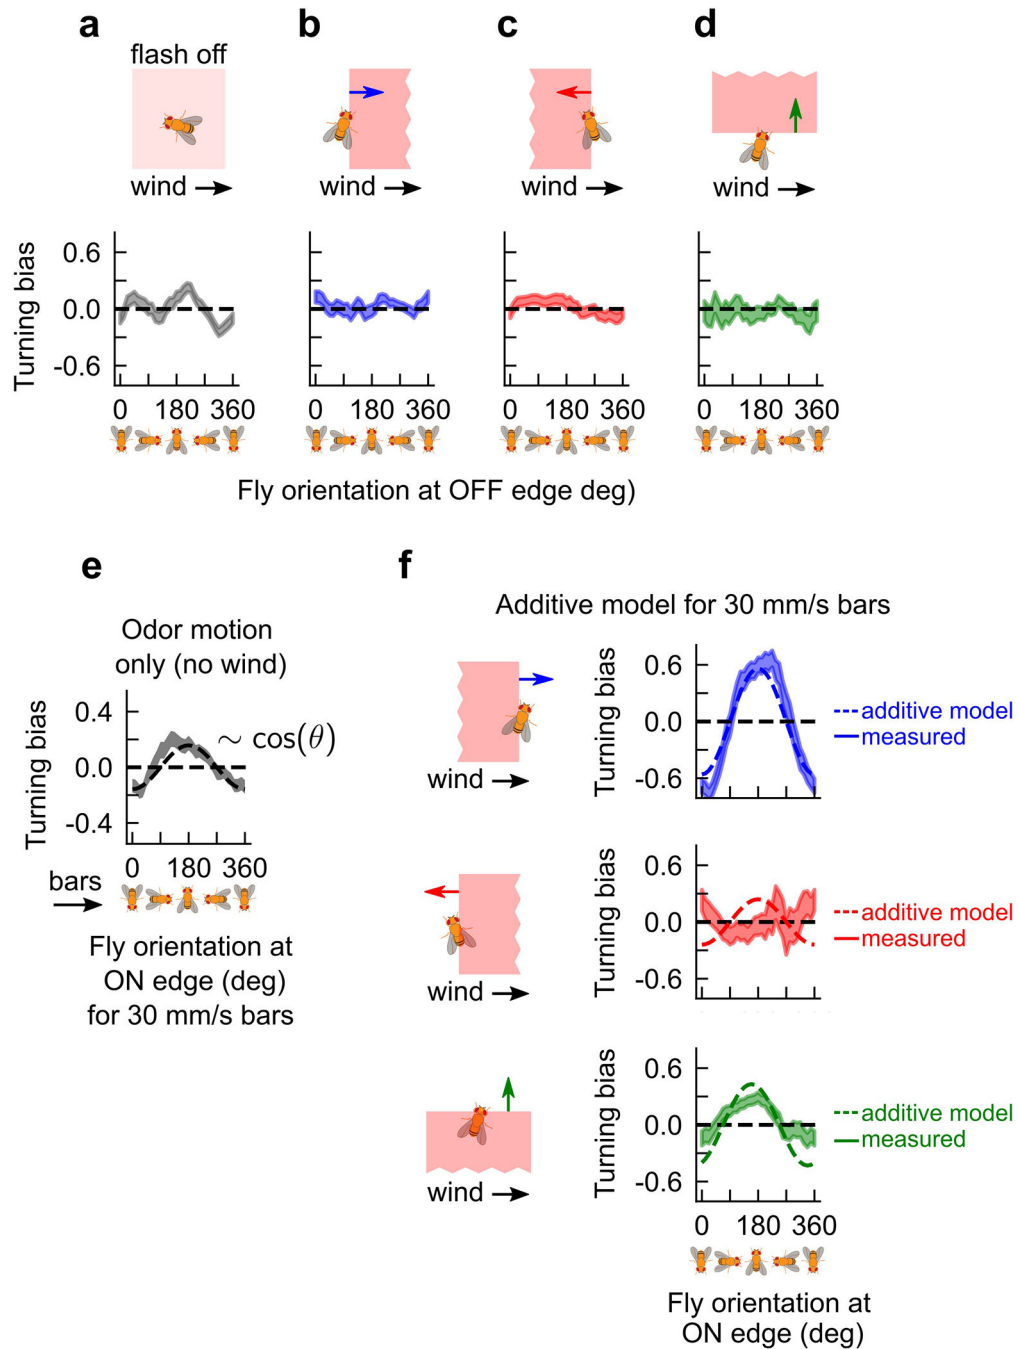 a
b
c
d
flash off
wind
wind
wind
wind
Turning bias
0.6
0.0
-0.6
0 180 360
0 180 360
0 180 360
0 180 360
Fly orientation at OFF edge deg)
e
Odor motion
only (no wind)
Turning bias
0.4
0.0
-0.4
~ cos(θ)
0 180 360
bars
Fly orientation at
ON edge (deg)
for 30 mm/s bars
f
Additive model for 30 mm/s bars
wind
Turning bias
0.6
0.0
-0.6
additive model
measured
wind
Turning bias
0.6
0.0
-0.6
additive model
measured
wind
Turning bias
0.6
0.0
-0.6
additive model
measured
0 180 360
Fly orientation at
ON edge (deg)